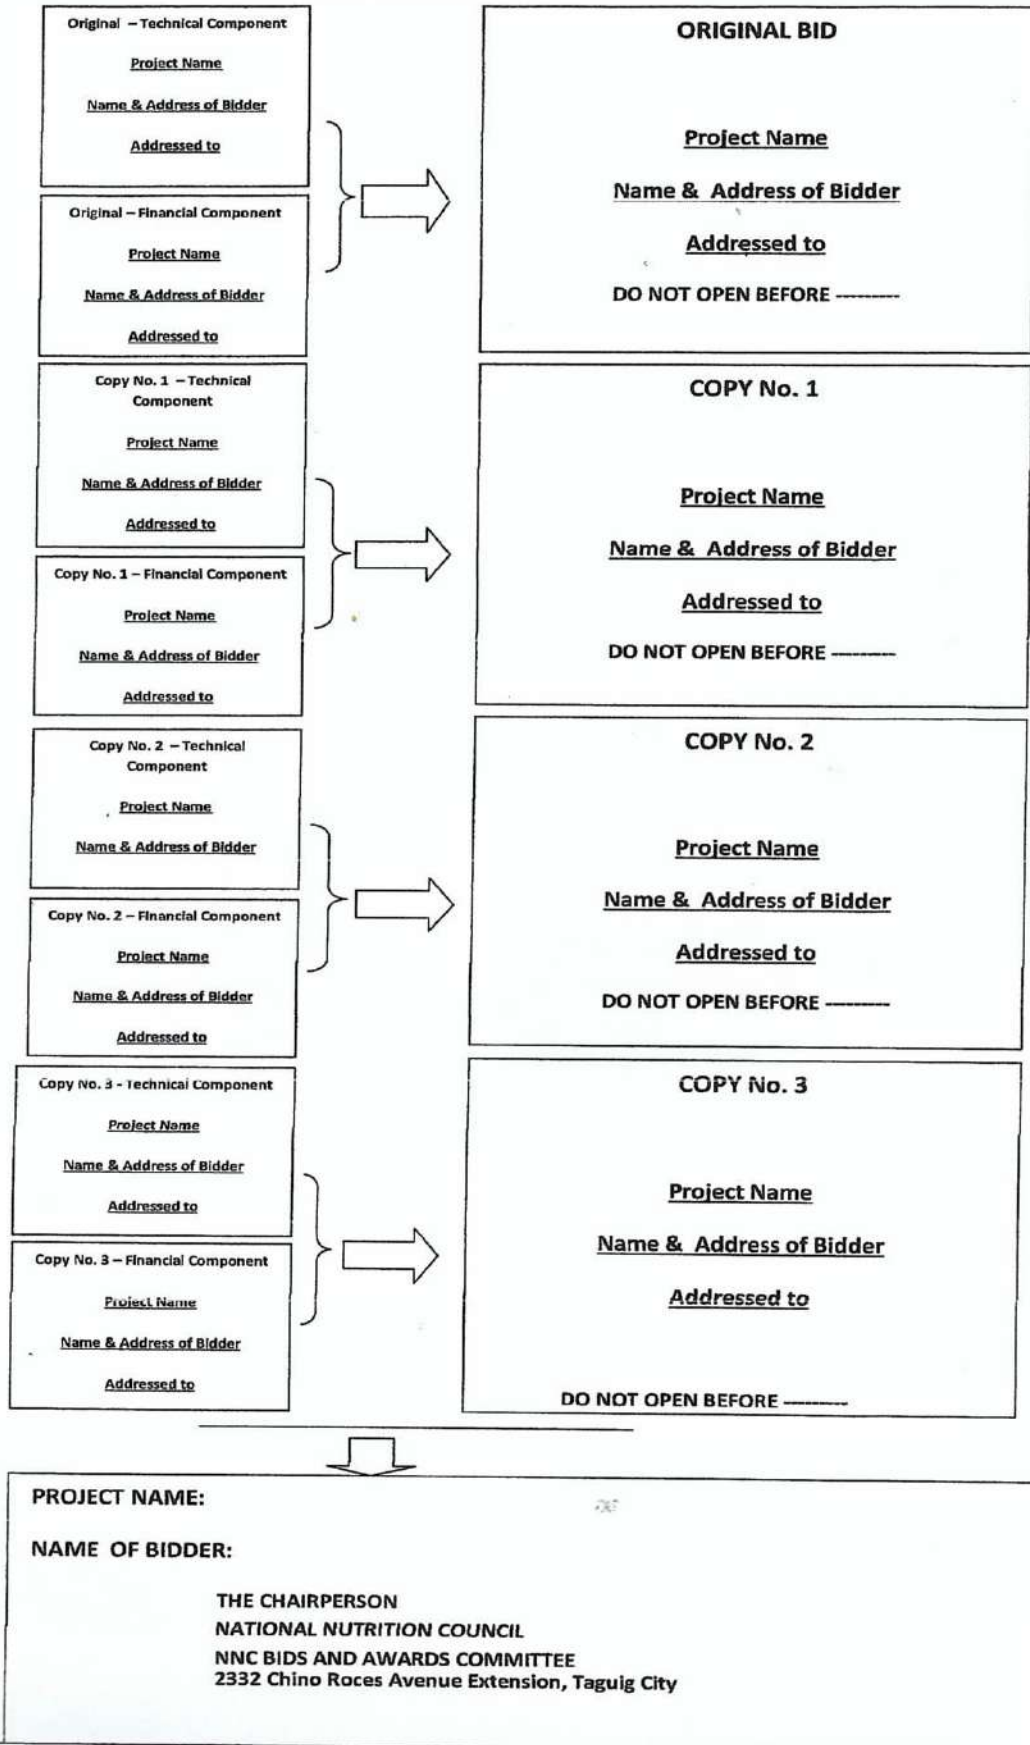 Original – Technical Component
Project Name
Name & Address of Bidder
Addressed to
Original – Financial Component
Project Name
Name & Address of Bidder
Addressed to
ORIGINAL BID
Project Name
Name & Address of Bidder
Addressed to
DO NOT OPEN BEFORE ---------
Copy No. 1 – Technical
Component
Project Name
Name & Address of Bidder
Addressed to
Copy No. 1 – Financial Component
Project Name
Name & Address of Bidder
Addressed to
COPY No. 1
Project Name
Name & Address of Bidder
Addressed to
DO NOT OPEN BEFORE ---------
Copy No. 2 – Technical
Component
Project Name
Name & Address of Bidder
Copy No. 2 – Financial Component
Project Name
Name & Address of Bidder
Addressed to
COPY No. 2
Project Name
Name & Address of Bidder
Addressed to
DO NOT OPEN BEFORE ---------
Copy No. 3 - Technical Component
Project Name
Name & Address of Bidder
Addressed to
Copy No. 3 – Financial Component
Project Name
Name & Address of Bidder
Addressed to
COPY No. 3
Project Name
Name & Address of Bidder
Addressed to
DO NOT OPEN BEFORE ---------
PROJECT NAME:
NAME OF BIDDER:
THE CHAIRPERSON
NATIONAL NUTRITION COUNCIL
NNC BIDS AND AWARDS COMMITTEE
2332 Chino Roces Avenue Extension, Taguig City